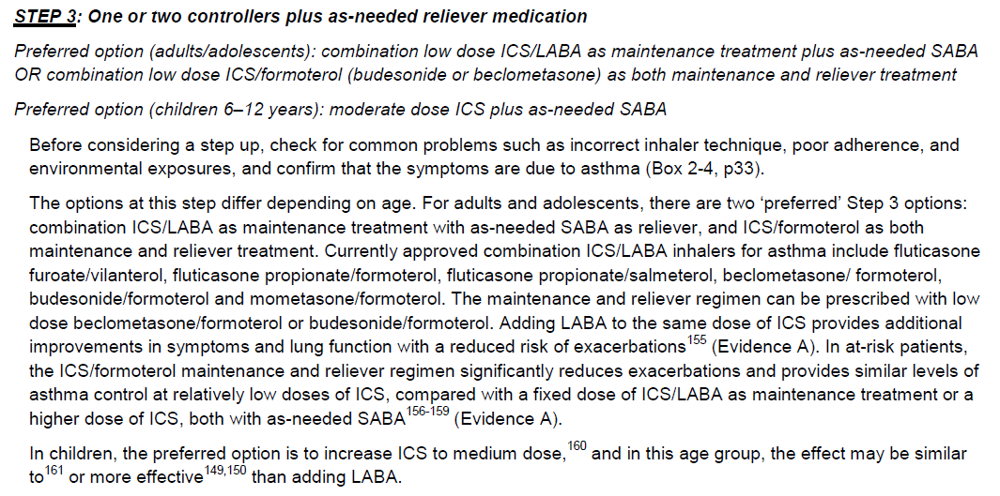 STEP 3: One or two controllers plus as-needed reliever medication
Preferred option (adults/adolescents): combination low dose ICS/LABA as maintenance treatment plus as-needed SABA
OR combination low dose ICS/formoterol (budesonide or beclometasone) as both maintenance and reliever treatment
Preferred option (children 6–12 years): moderate dose ICS plus as-needed SABA
Before considering a step up, check for common problems such as incorrect inhaler technique, poor adherence, and
environmental exposures, and confirm that the symptoms are due to asthma (Box 2-4, p33).
The options at this step differ depending on age. For adults and adolescents, there are two ‘preferred’ Step 3 options:
combination ICS/LABA as maintenance treatment with as-needed SABA as reliever, and ICS/formoterol as both
maintenance and reliever treatment. Currently approved combination ICS/LABA inhalers for asthma include fluticasone
furoate/vilanterol, fluticasone propionate/formoterol, fluticasone propionate/salmeterol, beclometasone/ formoterol,
budesonide/formoterol and mometasone/formoterol. The maintenance and reliever regimen can be prescribed with low
dose beclometasone/formoterol or budesonide/formoterol. Adding LABA to the same dose of ICS provides additional
improvements in symptoms and lung function with a reduced risk of exacerbations155 (Evidence A). In at-risk patients,
the ICS/formoterol maintenance and reliever regimen significantly reduces exacerbations and provides similar levels of
asthma control at relatively low doses of ICS, compared with a fixed dose of ICS/LABA as maintenance treatment or a
higher dose of ICS, both with as-needed SABA156-159 (Evidence A).
In children, the preferred option is to increase ICS to medium dose,160 and in this age group, the effect may be similar
to161 or more effective149,150 than adding LABA.